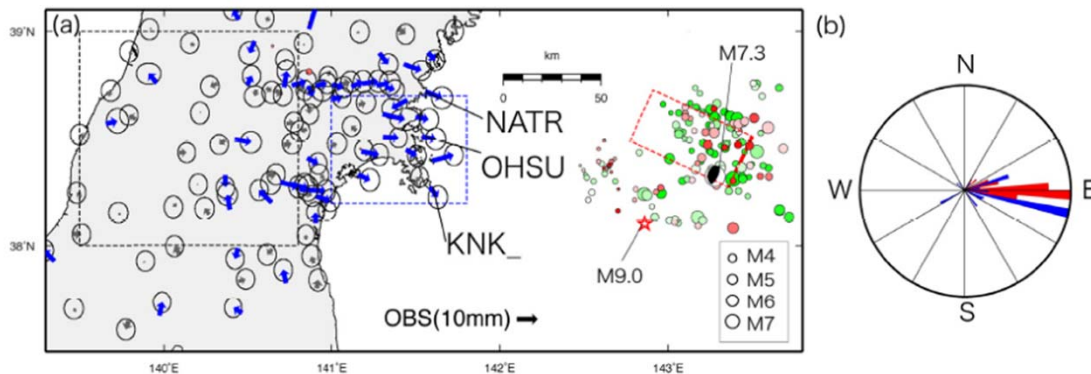 (a)
(b)
39°N
38°N
140°E
141°E
142°E
143°E
km
0
50
M7.3
NATR
OHSU
KNK_
M9.0
M4
M5
M6
M7
OBS(10mm)
N
W
E
S